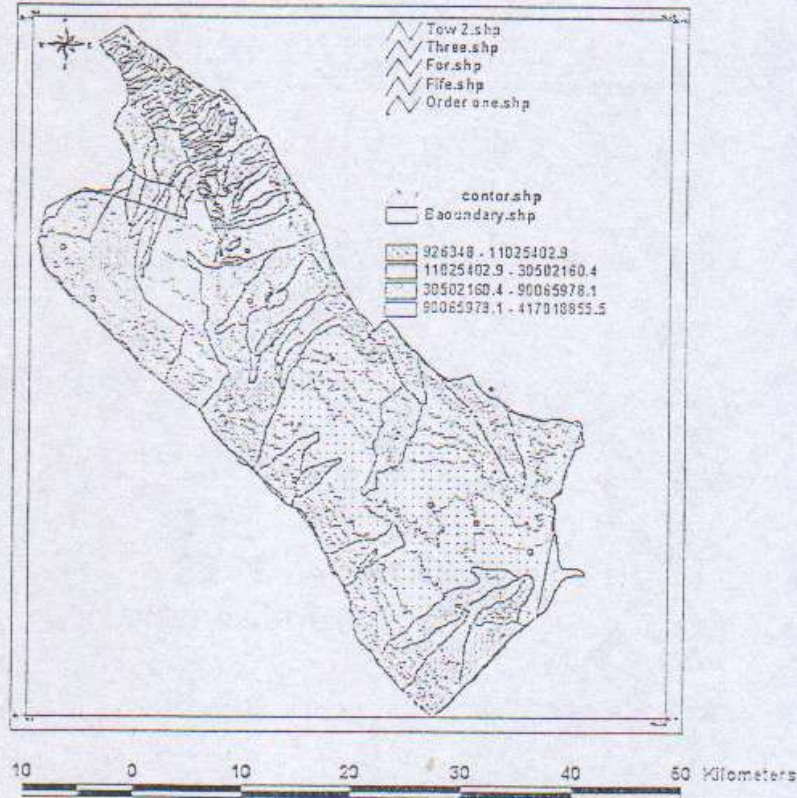 Tow 2.shp
Three.shp
For.shp
Fife.shp
Order one.shp
contor.shp
Baoundary.shp
926348 - 11025402.9
11025402.9 - 30502160.4
30502160.4 - 90065978.1
90065978.1 - 417018855.5
10 0 10 20 30 40 50 Kilometers